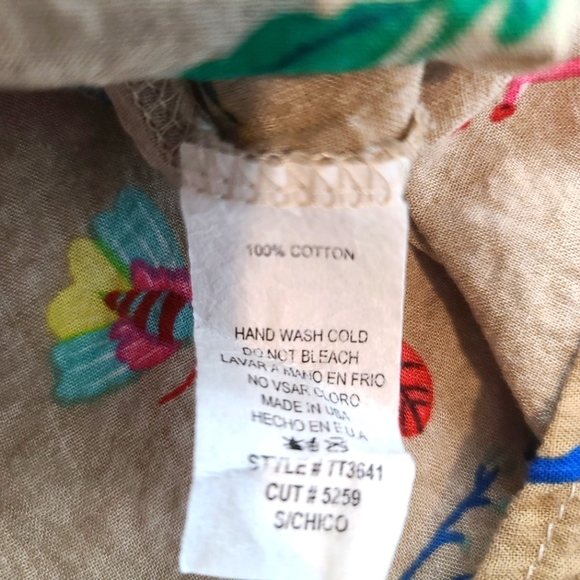 100% COTTON
HAND WASH COLD
DO NOT BLEACH
LAVAR A MANO EN FRIO
NO VSAR CLORO
MADE IN USA
HECHO EN E.U.A
STYLE # TT3641
CUT # 5259
S/CHICO